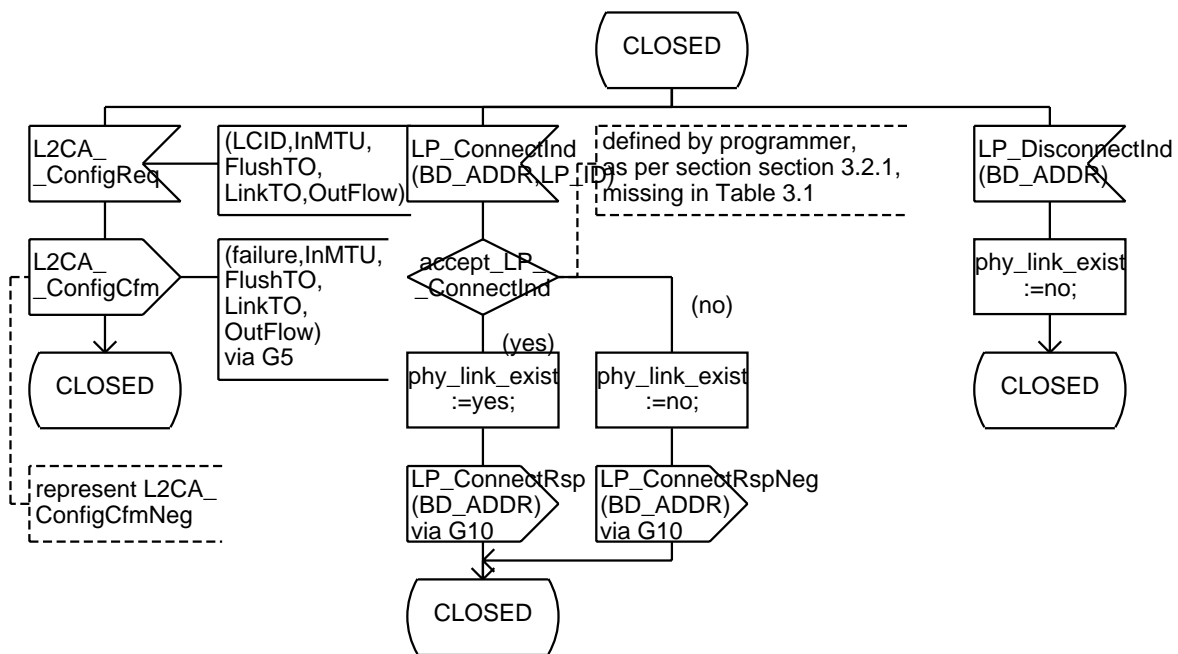 CLOSED
L2CA_
_ConfigReq
(LCID,InMTU,
FlushTO,
LinkTO,OutFlow)
LP_ConnectInd
(BD_ADDR,LP_ID)
defined by programmer,
as per section section 3.2.1,
missing in Table 3.1
LP_DisconnectInd
(BD_ADDR)
L2CA_
_ConfigCfm
(failure,InMTU,
FlushTO,
LinkTO,
OutFlow)
via G5
accept_LP_
_ConnectInd
phy_link_exist
:=no;
(no)
(yes)
CLOSED
phy_link_exist
:=yes;
phy_link_exist
:=no;
CLOSED
represent L2CA_
ConfigCfmNeg
LP_ConnectRsp
(BD_ADDR)
via G10
LP_ConnectRspNeg
(BD_ADDR)
via G10
CLOSED